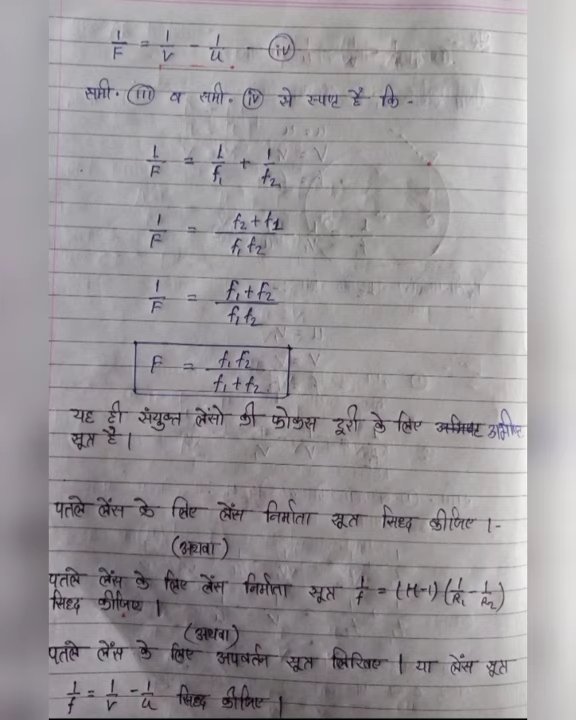 1/F = 1/v - 1/u - (iv)
समी. (iii) व समी. (iv) से स्पष्ट है कि -
1/F = 1/f₁ + 1/f₂
1/F = f₂+f₁/f₁f₂
1/F = f₁+f₂/f₁f₂
F = f₁f₂/f₁+f₂
यह ही संयुक्त लेंसो की फोकस दूरी के लिए अभीष्ट
सूत्र है।
पतले लेंस के लिए लेंस निर्माता सूत्र सिध्द कीजिए।-
(अथवा)
पतले लेंस के लिए लेंस निर्माता सूत्र 1/f = (μ-1) (1/R₁ - 1/R₂)
सिध्द कीजिए।
(अथवा)
पतले लेंस के लिए अपवर्तन सूत्र लिखिए। या लेंस सूत्र
1/f = 1/v - 1/u सिध्द कीजिए।